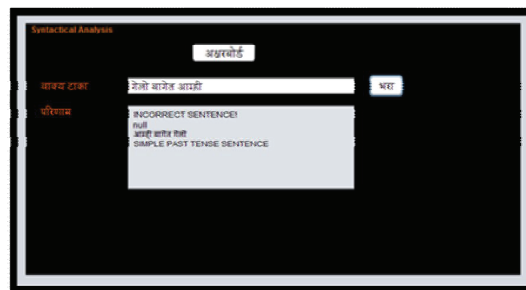 Syntactical Analysis
अक्षरबोर्ड
वाक्य टाका गेलो बागेत आम्ही भरा
परिणाम
INCORRECT SENTENCE!
null
आम्ही बागेत गेलो
SIMPLE PAST TENSE SENTENCE